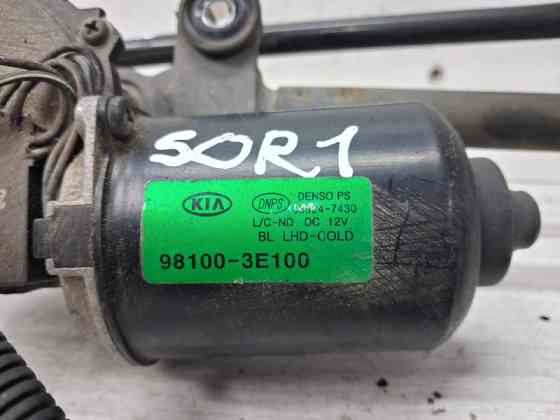 SOR1
KIA DNPS DENSO PS
L/C-ND. DC 12V
BL LHD-COLD
98100-3E100